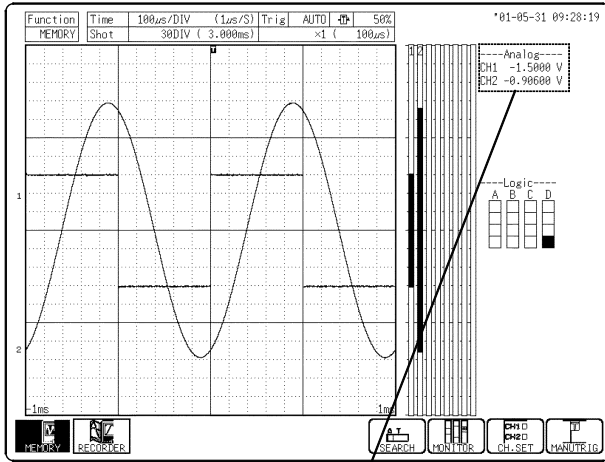 Function Time 100µs/DIV (1µs/S) Trig AUTO 50% '01-05-31 09:28:19
MEMORY Shot 30DIV ( 3.000ms) ×1 ( 100µs)
T
1 2
----Analog----
CH1 -1.5000 V
CH2 -0.90600 V
----Logic----
A B C D
1
2
-1ms 1ms
MEMORY RECORDER SEARCH MONITOR CH.SET MANUTRIG
Δ T
CH1
CH2
T